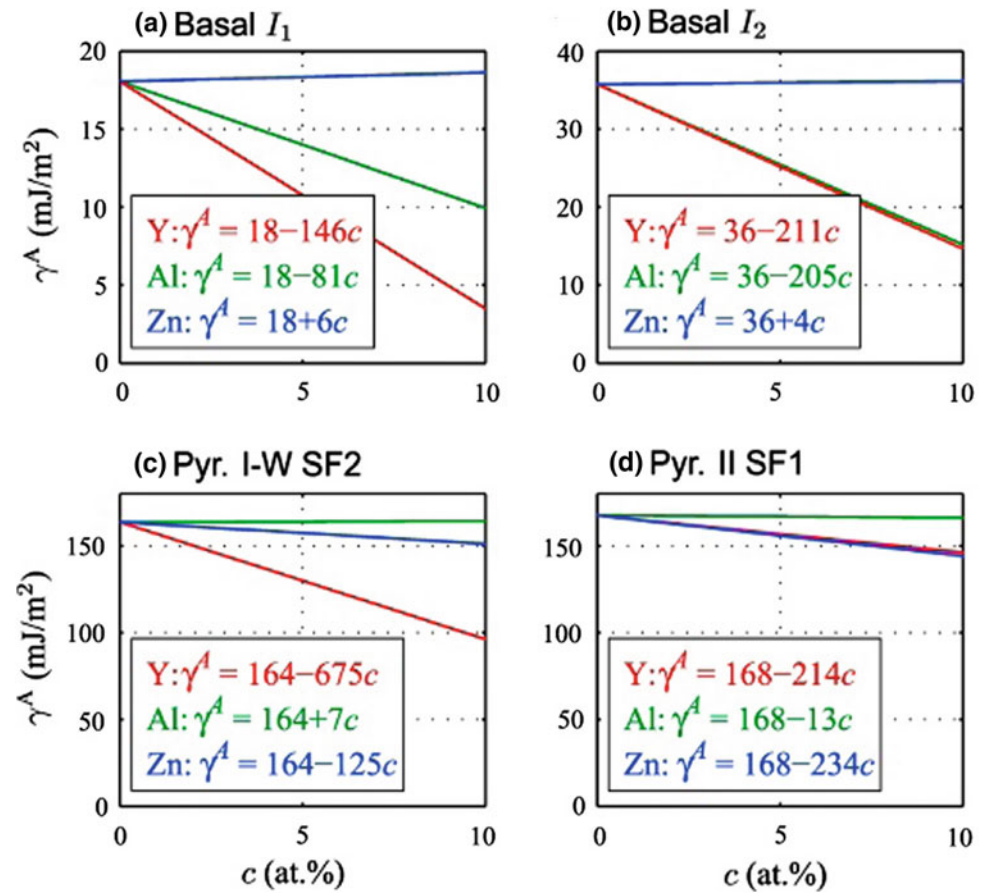 (a) Basal I₁
20
15
10
5
0
0 5 10
γᴬ (mJ/m²)
Y:γᴬ = 18−146c
Al: γᴬ = 18−81c
Zn: γᴬ = 18+6c
(b) Basal I₂
40
30
20
10
0
0 5 10
Y:γᴬ = 36−211c
Al: γᴬ = 36−205c
Zn: γᴬ = 36+4c
(c) Pyr. I-W SF2
150
100
50
0
0 5 10
γᴬ (mJ/m²)
c (at.%)
Y:γᴬ = 164−675c
Al: γᴬ = 164+7c
Zn: γᴬ = 164−125c
(d) Pyr. II SF1
150
100
50
0
0 5 10
c (at.%)
Y:γᴬ = 168−214c
Al: γᴬ = 168−13c
Zn: γᴬ = 168−234c